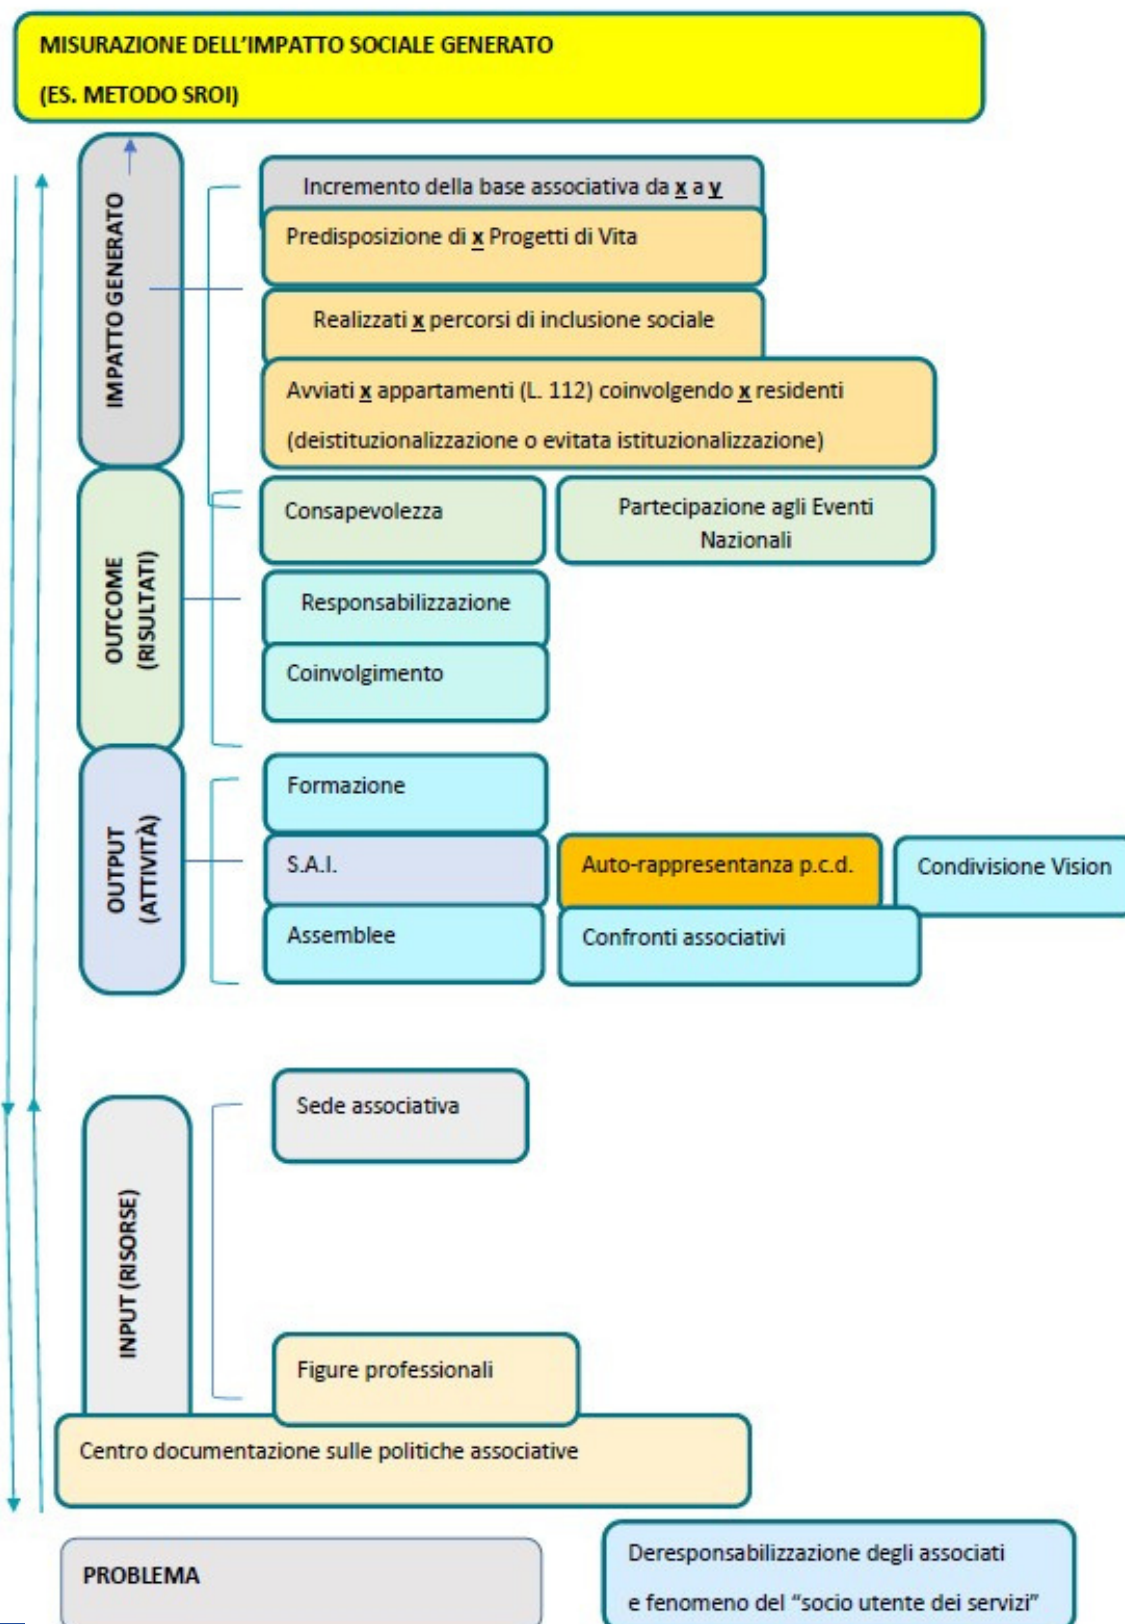 MISURAZIONE DELL'IMPATTO SOCIALE GENERATO
(ES. METODO SROI)
IMPATTO GENERATO
Incremento della base associativa da x a y
Predisposizione di x Progetti di Vita
Realizzati x percorsi di inclusione sociale
Avviati x appartamenti (L. 112) coinvolgendo x residenti
(deistituzionalizzazione o evitata istituzionalizzazione)
OUTCOME
(RISULTATI)
Consapevolezza
Partecipazione agli Eventi
Nazionali
Responsabilizzazione
Coinvolgimento
OUTPUT
(ATTIVITÀ)
Formazione
S.A.I.
Auto-rappresentanza p.c.d.
Condivisione Vision
Assemblee
Confronti associativi
INPUT (RISORSE)
Sede associativa
Figure professionali
Centro documentazione sulle politiche associative
PROBLEMA
Deresponsabilizzazione degli associati
e fenomeno del "socio utente dei servizi"